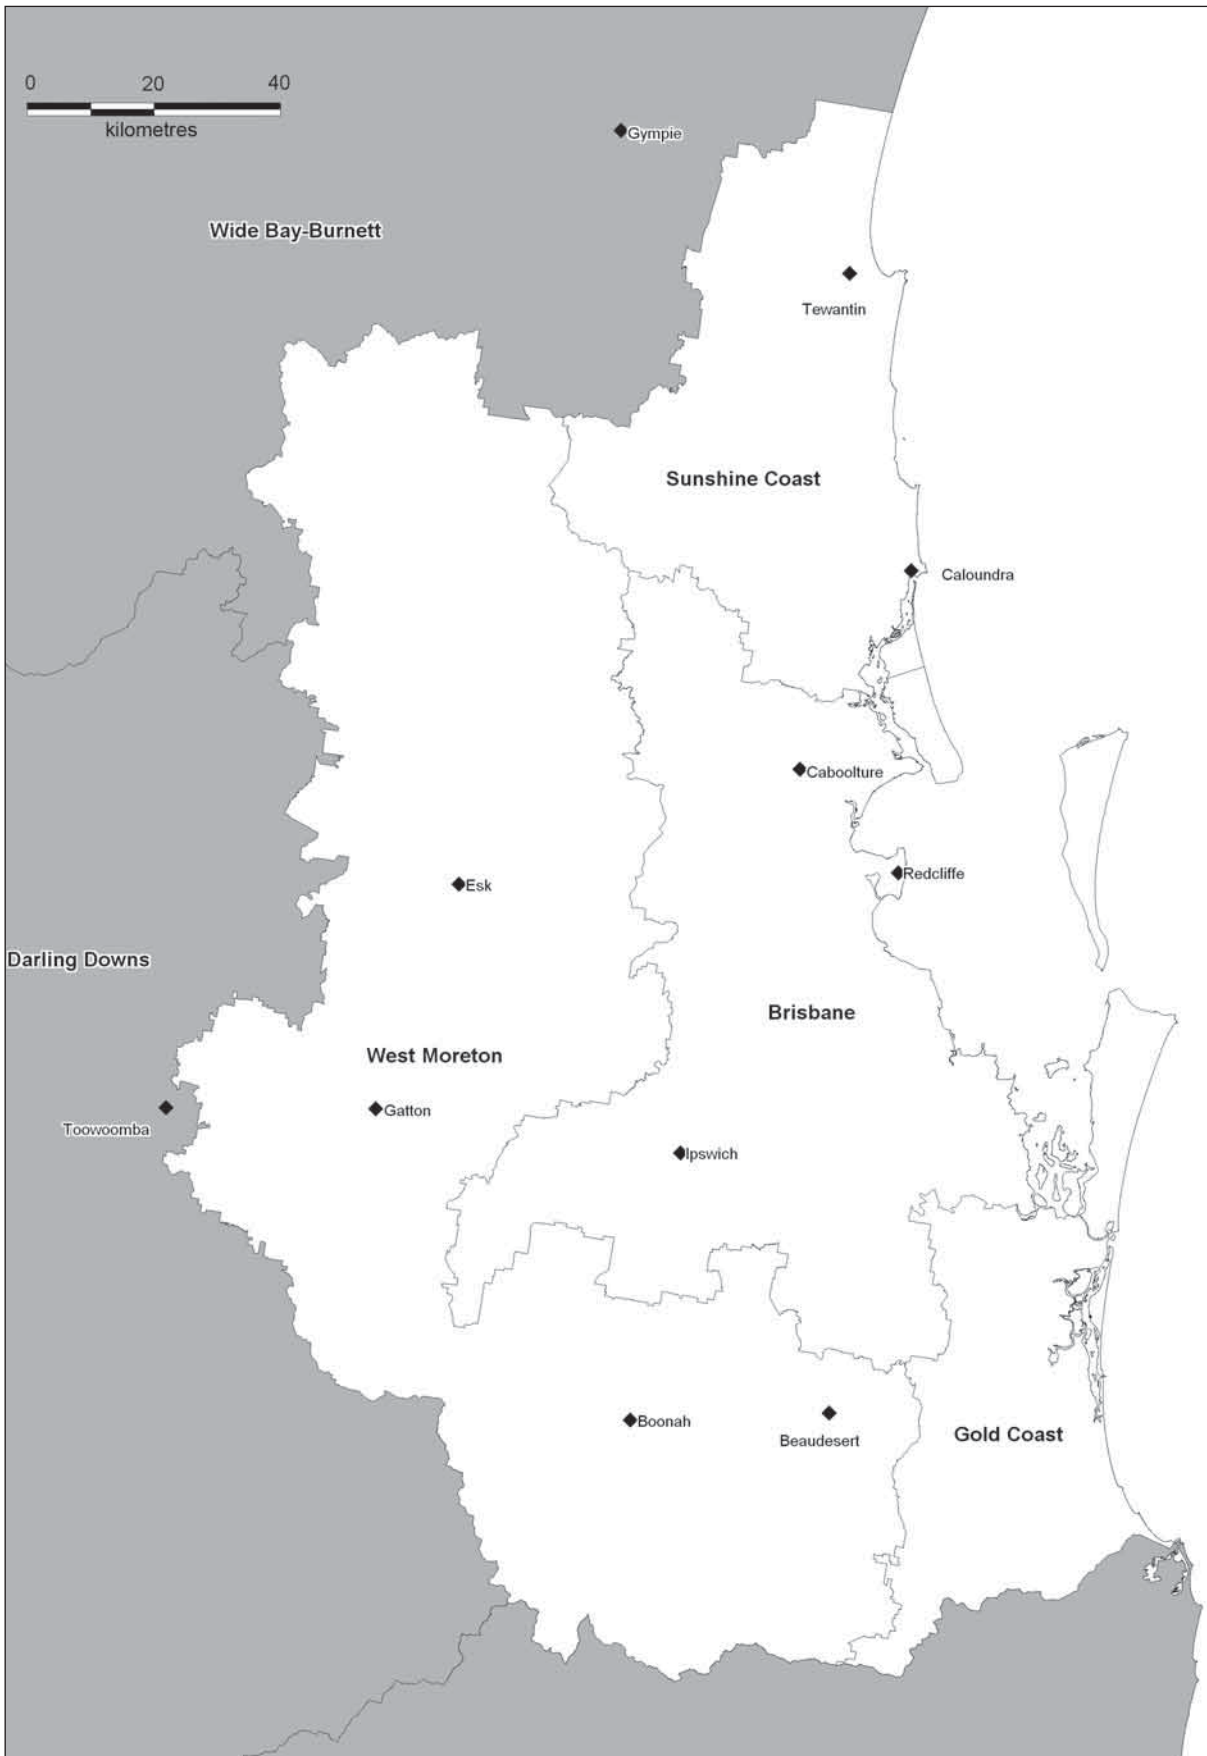 0 20 40
kilometres
Gympie
Wide Bay-Burnett
Tewantin
Sunshine Coast
Caloundra
Caboolture
Redcliffe
Esk
Darling Downs
Brisbane
West Moreton
Gatton
Toowoomba
Ipswich
Boonah
Beaudesert
Gold Coast